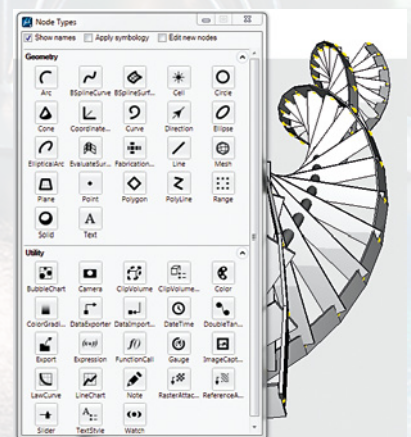 Node Types
Show names Apply symbology Edit new nodes
Geometry
Arc BSplineCurve BSplineSurf... Cell Circle
Cone Coordinate... Curve Direction Ellipse
EllipticalArc EvaluateSur... Fabrication... Line Mesh
Plane Point Polygon PolyLine Range
A
Solid Text
Utility
BubbleChart Camera ClipVolume ClipVolume... Color
ColorGradi... DataExporter DataImport... DateTime DoubleTan...
(x+y) f()
Export Expression FunctionCall Gauge ImageCapt...
LawCurve LineChart Note RasterAttac... ReferenceA...
Slider TextStyle Watch